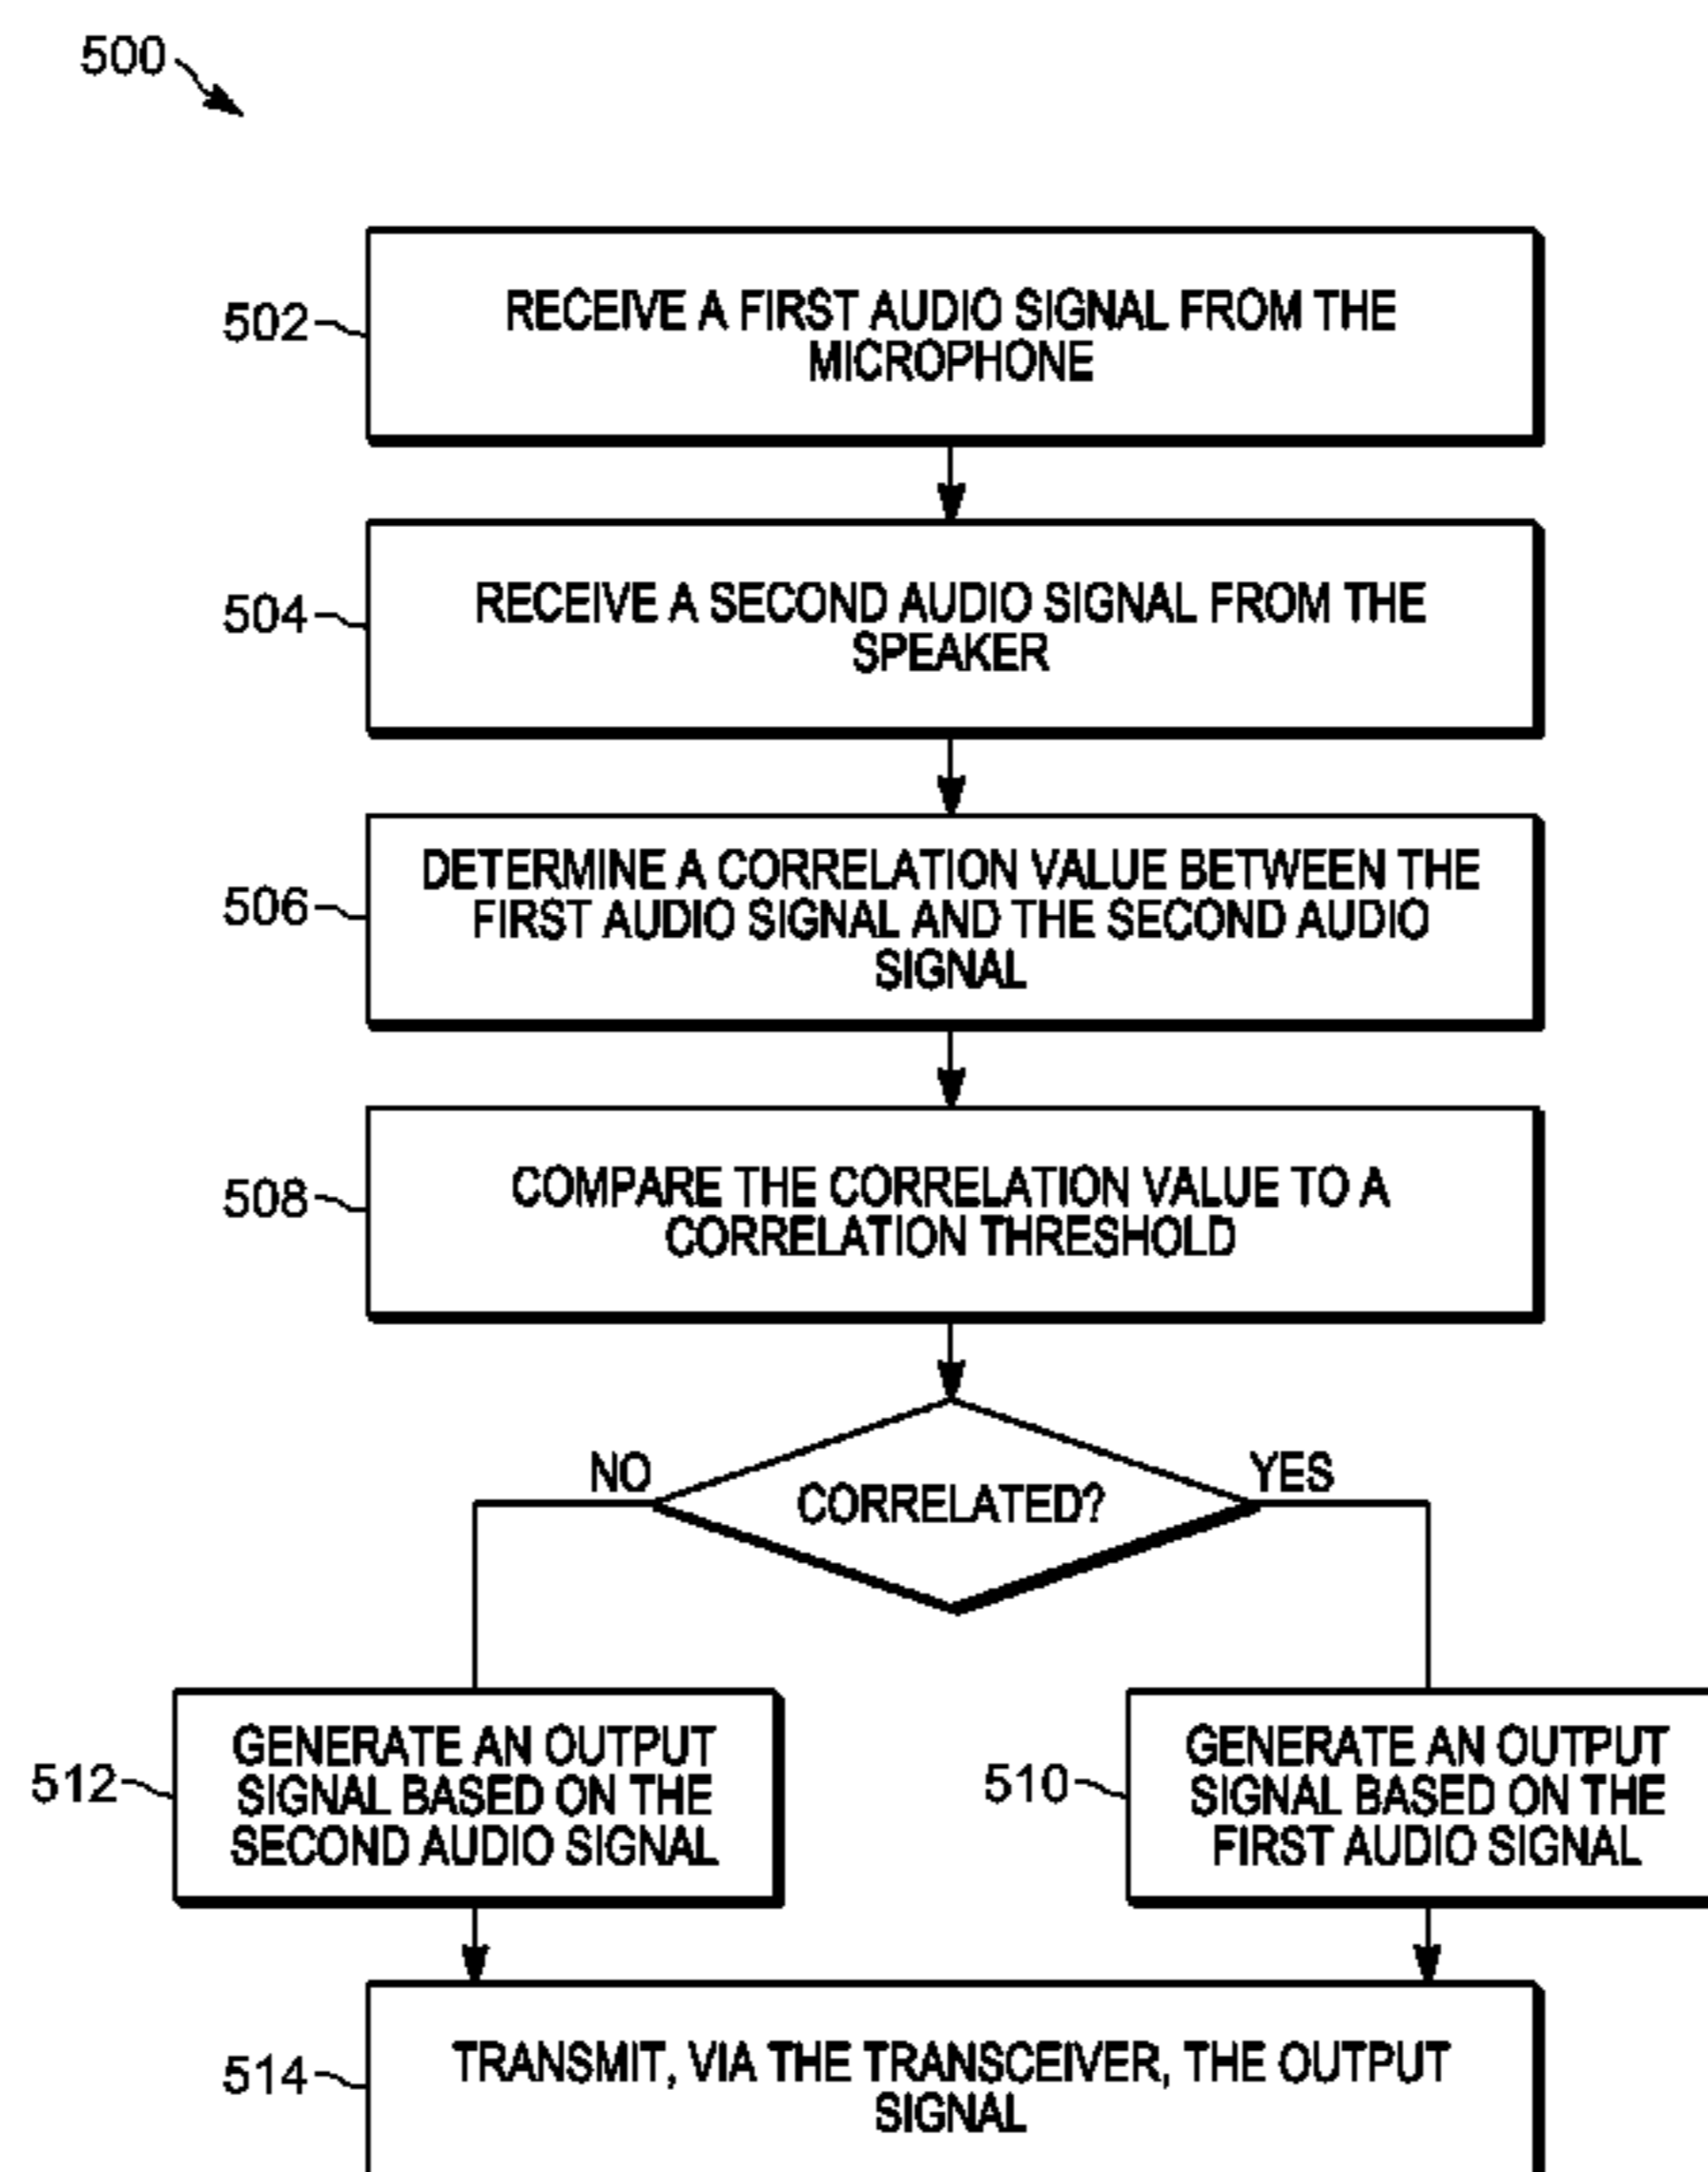 500
502
RECEIVE A FIRST AUDIO SIGNAL FROM THE
MICROPHONE
504
RECEIVE A SECOND AUDIO SIGNAL FROM THE
SPEAKER
506
DETERMINE A CORRELATION VALUE BETWEEN THE
FIRST AUDIO SIGNAL AND THE SECOND AUDIO
SIGNAL
508
COMPARE THE CORRELATION VALUE TO A
CORRELATION THRESHOLD
NO
CORRELATED?
YES
512
GENERATE AN OUTPUT
SIGNAL BASED ON THE
SECOND AUDIO SIGNAL
510
GENERATE AN OUTPUT
SIGNAL BASED ON THE
FIRST AUDIO SIGNAL
514
TRANSMIT, VIA THE TRANSCEIVER, THE OUTPUT
SIGNAL